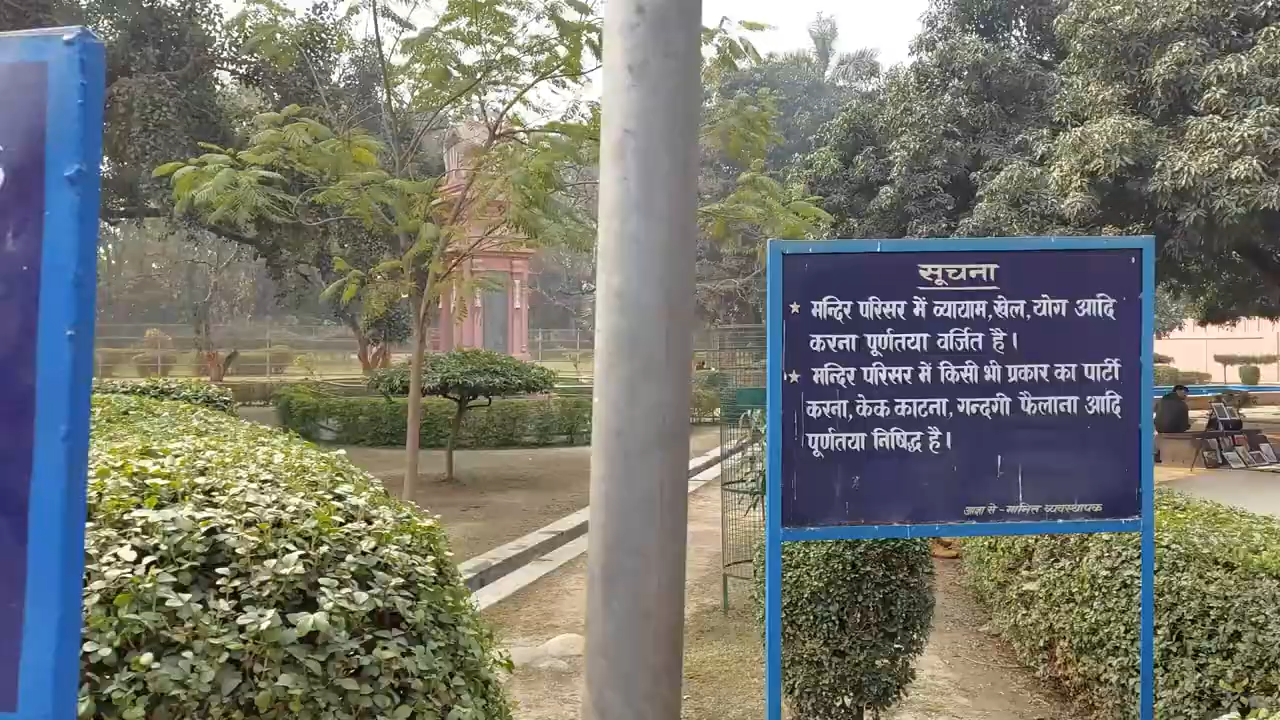 सूचना
★ मन्दिर परिसर में व्यायाम, खेल, योग आदि
करना पूर्णतया वर्जित है।
★ मन्दिर परिसर में किसी भी प्रकार का पार्टी
करना, केक काटना, गन्दगी फैलाना आदि
पूर्णतया निषिद्ध है।
आज्ञा से - मानित व्यवस्थापक